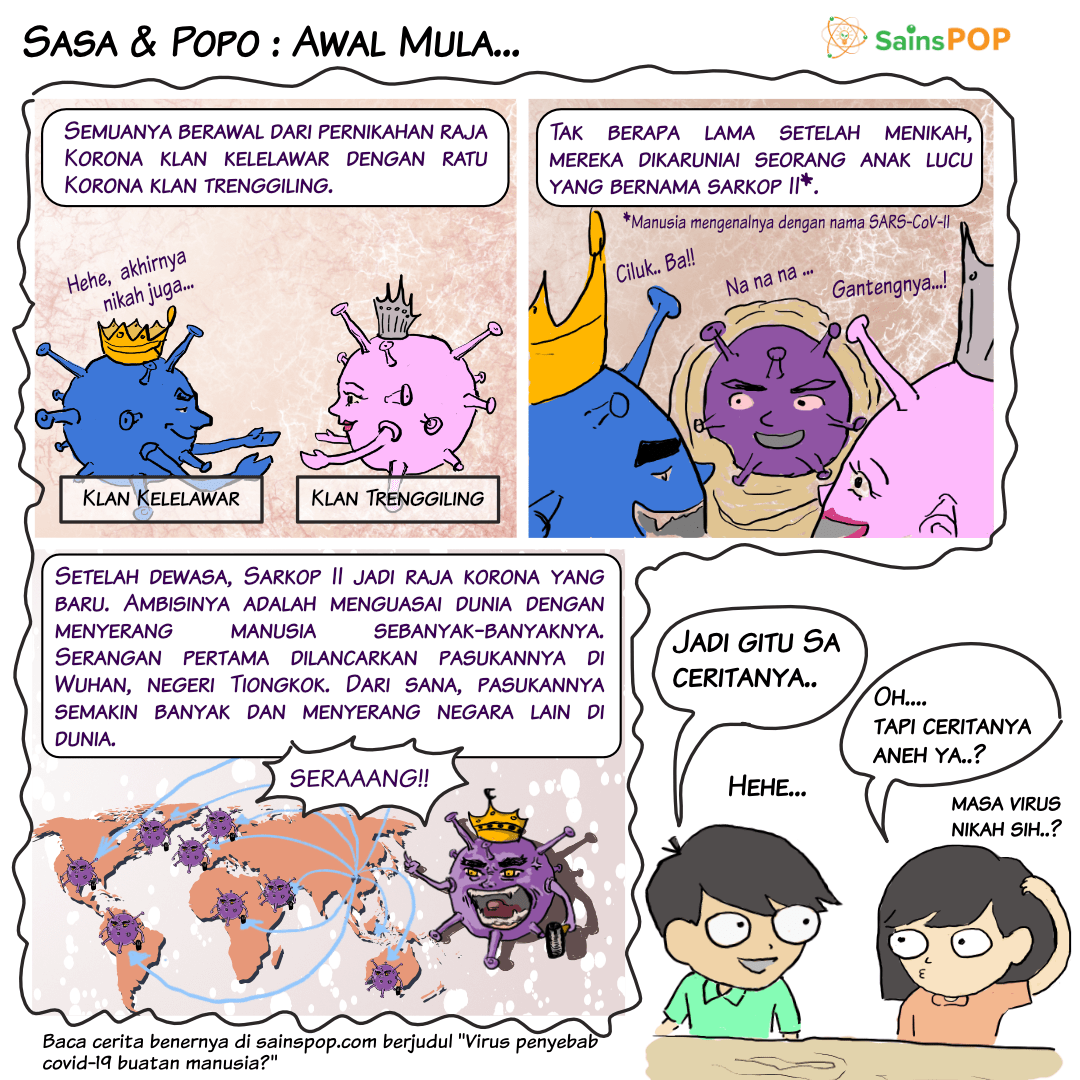 Sasa & Popo : Awal Mula...
SainsPOP
Semuanya berawal dari pernikahan raja
Korona klan kelelawar dengan ratu
Korona klan trenggiling.
Hehe, akhirnya
nikah juga...
Klan Kelelawar
Klan Trenggiling
Tak berapa lama setelah menikah,
mereka dikaruniai seorang anak lucu
yang bernama Sarkop II*.
*Manusia mengenalnya dengan nama SARS-CoV-II
Ciluk.. Ba!!
Na na na ...
Gantengnya...!
Setelah dewasa, Sarkop II jadi raja korona yang
baru. Ambisinya adalah menguasai dunia dengan
menyerang manusia sebanyak-banyaknya.
Serangan pertama dilancarkan pasukannya di
Wuhan, negeri Tiongkok. Dari sana, pasukannya
semakin banyak dan menyerang negara lain di
dunia.
SERAAANG!!
Jadi gitu Sa
ceritanya..
Hehe...
Oh....
tapi ceritanya
aneh ya..?
masa virus
nikah sih..?
Baca cerita benernya di sainspop.com berjudul "Virus penyebab
covid-19 buatan manusia?"